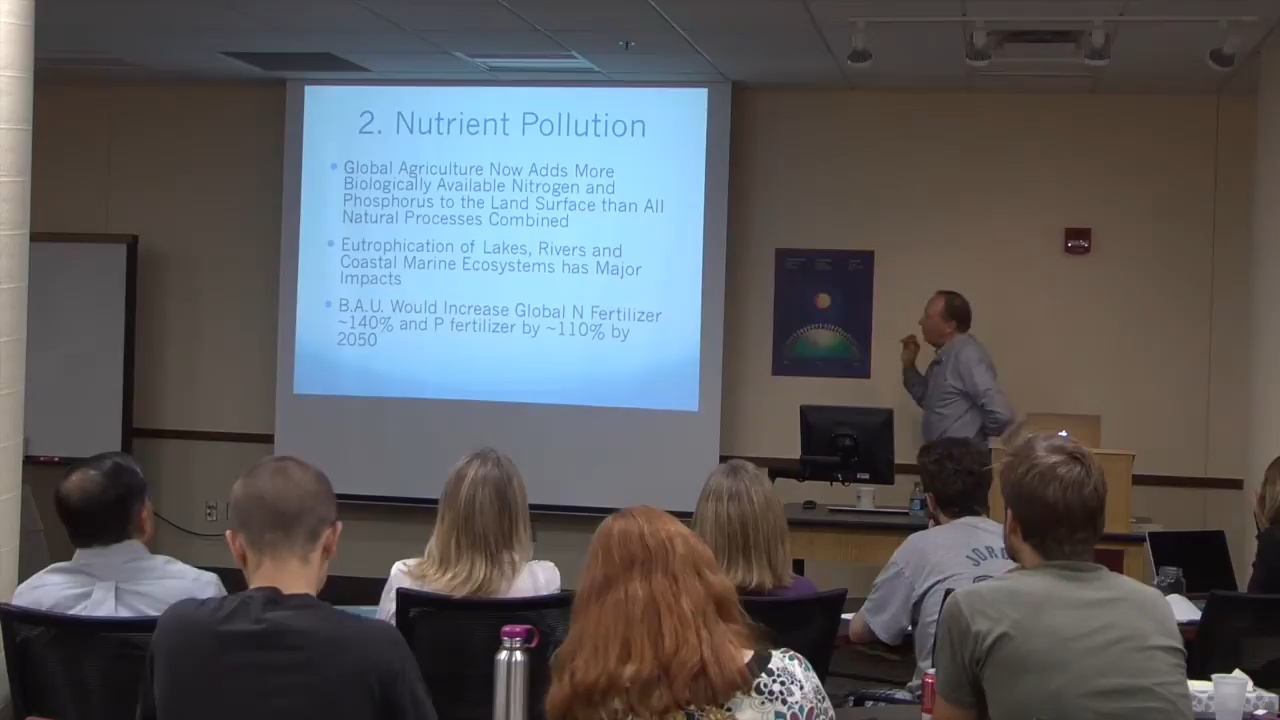 2. Nutrient Pollution
Global Agriculture Now Adds More
Biologically Available Nitrogen and
Phosphorus to the Land Surface than All
Natural Processes Combined
Eutrophication of Lakes, Rivers and
Coastal Marine Ecosystems has Major
Impacts
B.A.U. Would Increase Global N Fertilizer
~140% and P fertilizer by ~110% by
2050